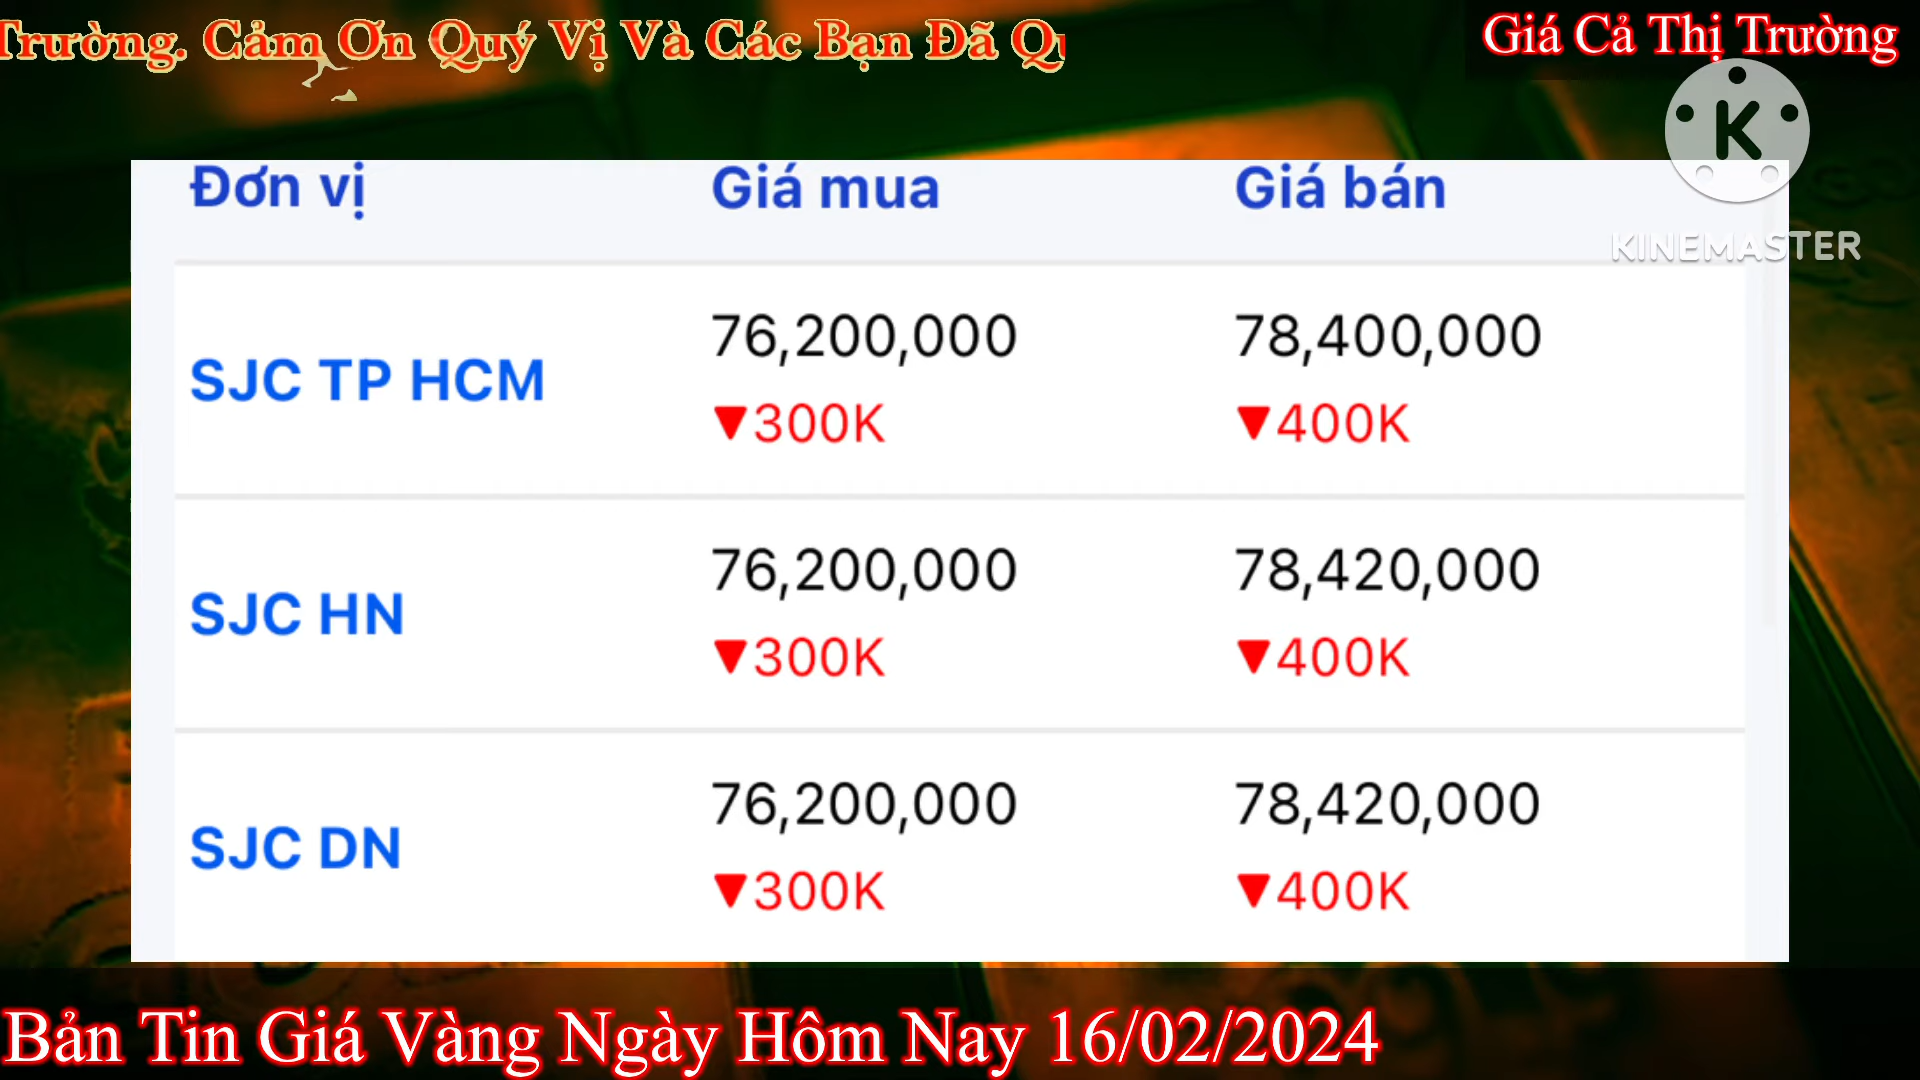 Trường. Cảm Ơn Quý Vị Và Các Bạn Đã
Giá Cả Thị Trường
K
KINEMASTER
Đơn vị Giá mua Giá bán
76,200,000 78,400,000
SJC TP HCM
▼300K ▼400K
76,200,000 78,420,000
SJC HN
▼300K ▼400K
76,200,000 78,420,000
SJC DN
▼300K ▼400K
Bản Tin Giá Vàng Ngày Hôm Nay 16/02/2024